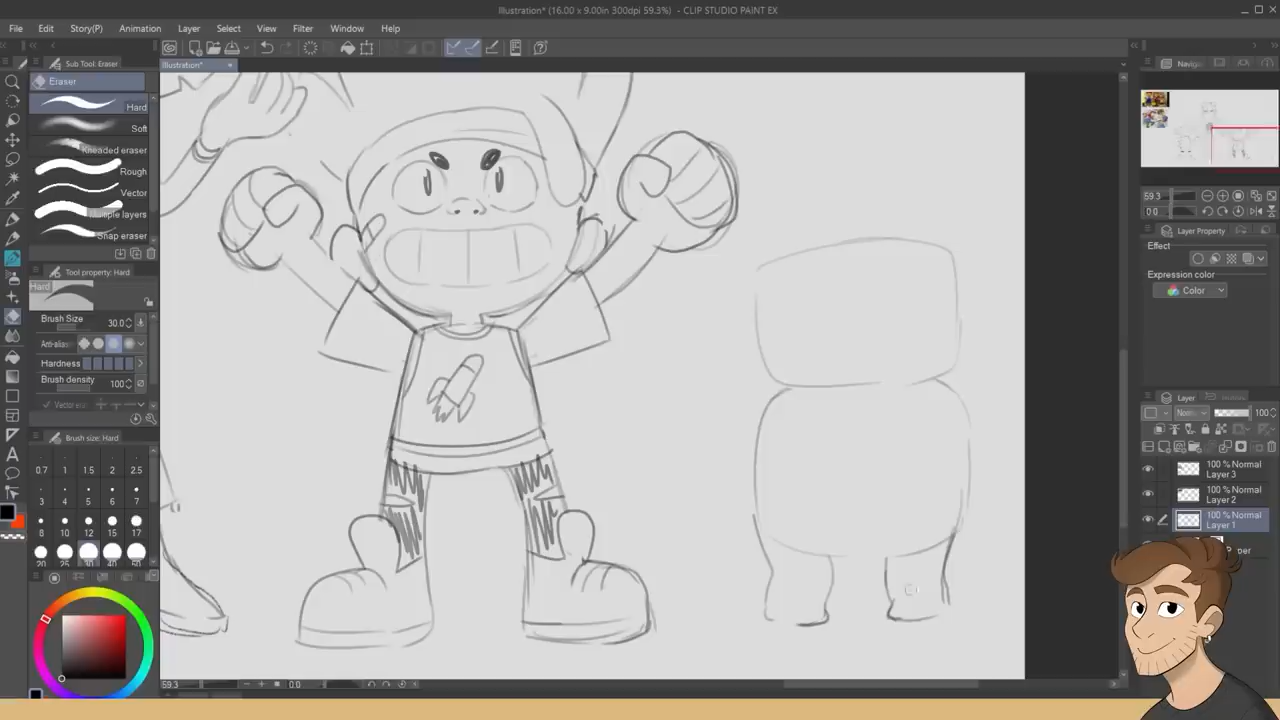 Illustration* (16.00 x 9.00in 300dpi 59.3%) - CLIP STUDIO PAINT EX
File Edit Story(P) Animation Layer Select View Filter Window Help
Sub Tool: Eraser
Illustration*
Eraser
Hard
Soft
Kneaded eraser
Rough
Vector
Multiple layers
Snap eraser
Tool property: Hard
Hard
Brush Size 30.0
Anti-alias
Hardness
Brush density 100
Vector
Brush size: Hard
0.7 1 1.5 2 2.5
3 4 5 6 7
8 10 12 15 17
20 25 30 40 50
59.3 0.0
Navig
59.3
0.0
Layer Property
Effect
Expression color
Color
Layer
Norm 100
100 % Normal
Layer 3
100 % Normal
Layer 2
100 % Normal
Layer 1